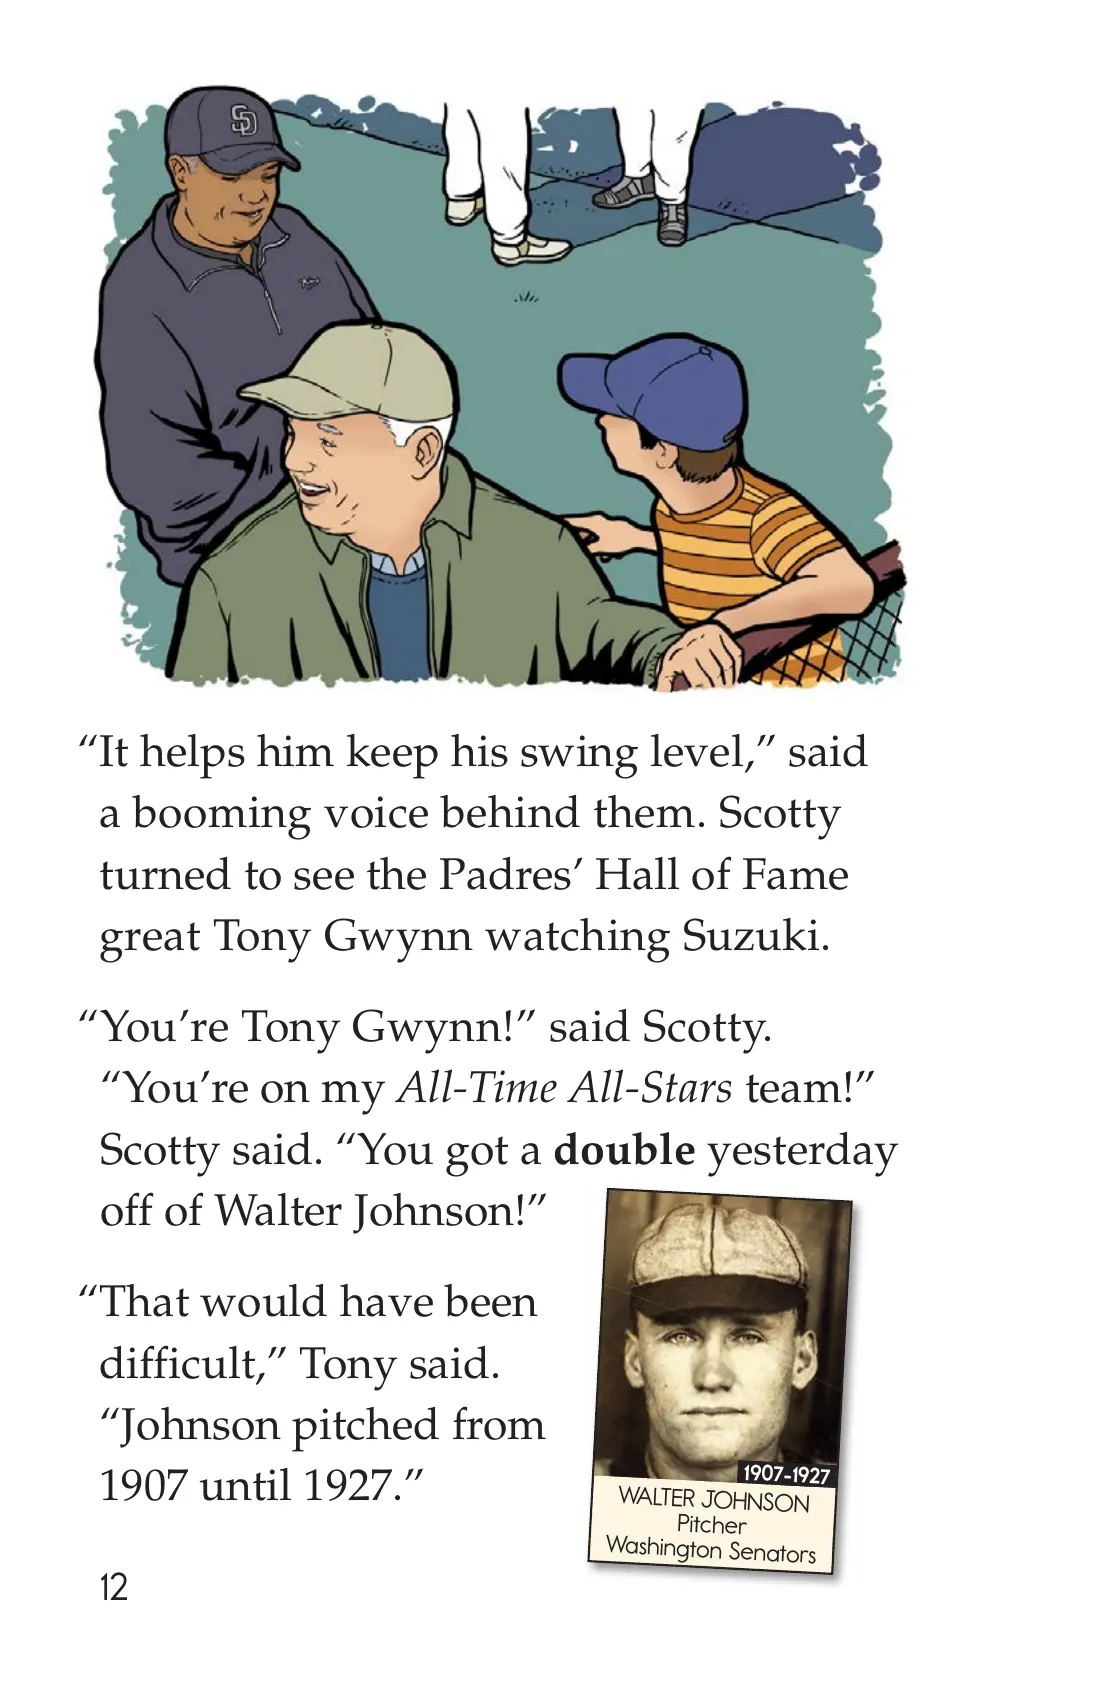 SD
“It helps him keep his swing level,” said
a booming voice behind them. Scotty
turned to see the Padres’ Hall of Fame
great Tony Gwynn watching Suzuki.
“You’re Tony Gwynn!” said Scotty.
“You’re on my All-Time All-Stars team!”
Scotty said. “You got a double yesterday
off of Walter Johnson!”
“That would have been
difficult,” Tony said.
“Johnson pitched from
1907 until 1927.”
1907-1927
WALTER JOHNSON
Pitcher
Washington Senators
12